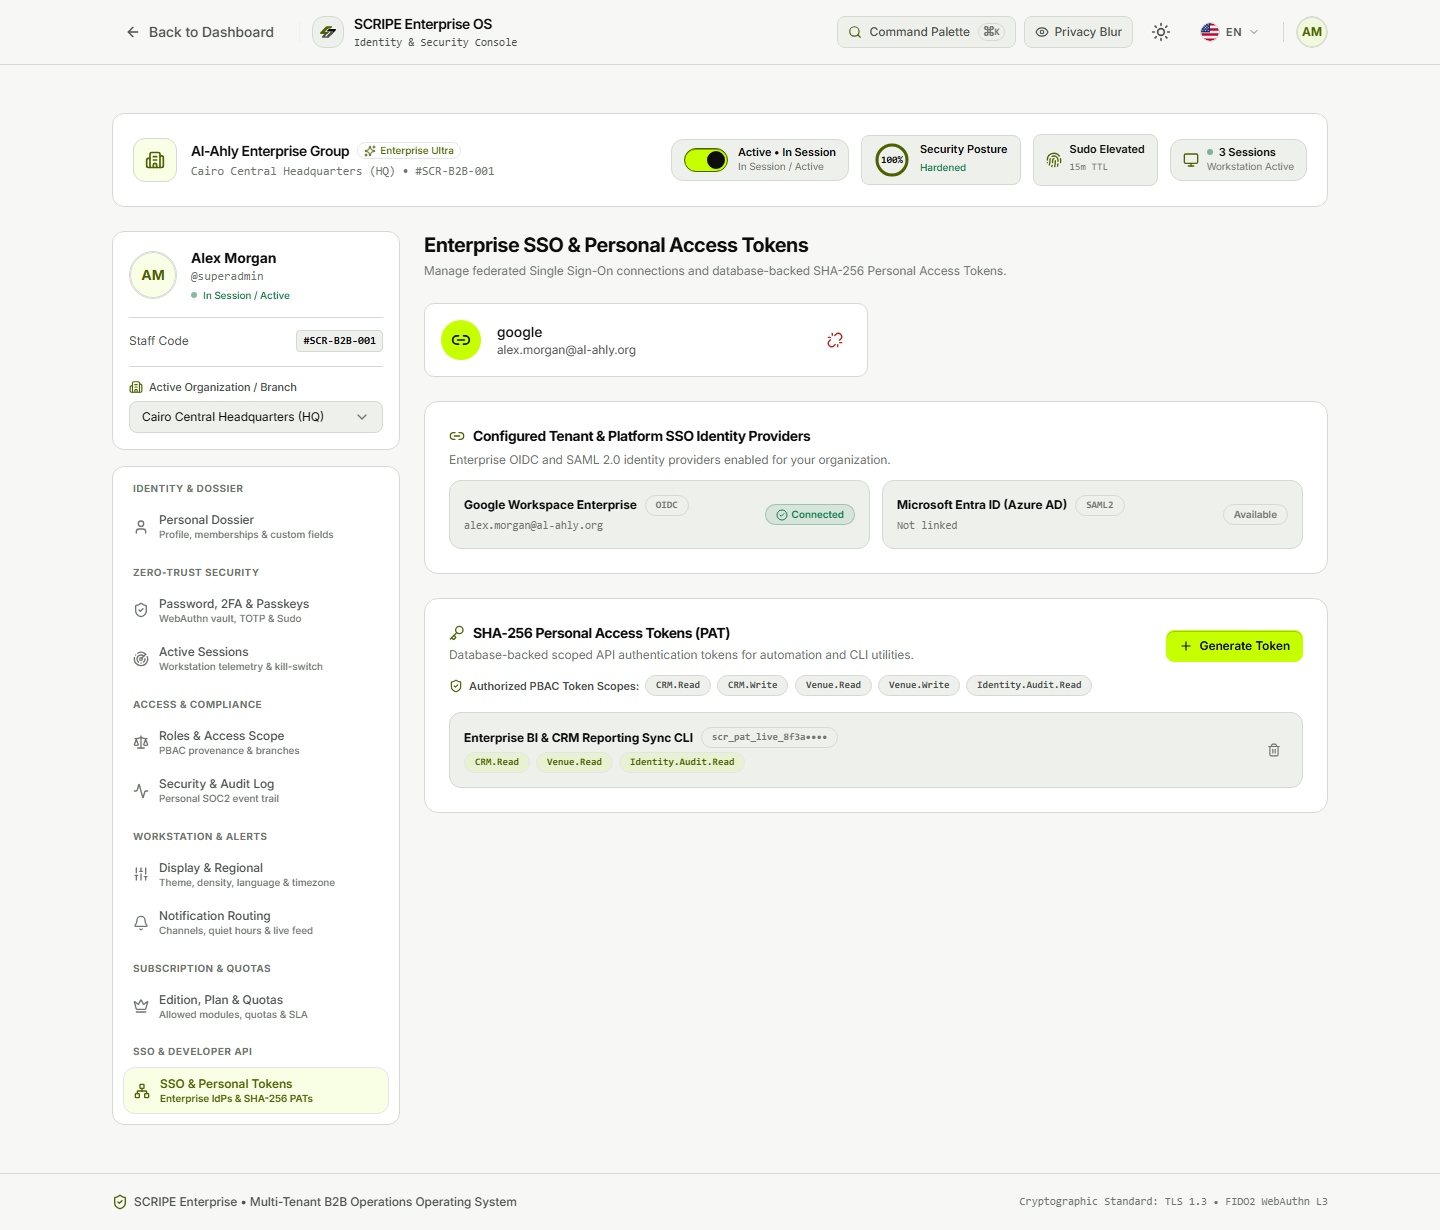 Back to Dashboard
SCRIPE Enterprise OS
Identity & Security Console
Command Palette ⌘K
Privacy Blur
EN
AM
Al-Ahly Enterprise Group
Enterprise Ultra
Cairo Central Headquarters (HQ) • #SCR-B2B-001
Active • In Session
In Session / Active
100%
Security Posture
Hardened
Sudo Elevated
15m TTL
3 Sessions
Workstation Active
AM
Alex Morgan
@superadmin
In Session / Active
Staff Code
#SCR-B2B-001
Active Organization / Branch
Cairo Central Headquarters (HQ)
IDENTITY & DOSSIER
Personal Dossier
Profile, memberships & custom fields
ZERO-TRUST SECURITY
Password, 2FA & Passkeys
WebAuthn vault, TOTP & Sudo
Active Sessions
Workstation telemetry & kill-switch
ACCESS & COMPLIANCE
Roles & Access Scope
PBAC provenance & branches
Security & Audit Log
Personal SOC2 event trail
WORKSTATION & ALERTS
Display & Regional
Theme, density, language & timezone
Notification Routing
Channels, quiet hours & live feed
SUBSCRIPTION & QUOTAS
Edition, Plan & Quotas
Allowed modules, quotas & SLA
SSO & DEVELOPER API
SSO & Personal Tokens
Enterprise IdPs & SHA-256 PATs
Enterprise SSO & Personal Access Tokens
Manage federated Single Sign-On connections and database-backed SHA-256 Personal Access Tokens.
google
alex.morgan@al-ahly.org
Configured Tenant & Platform SSO Identity Providers
Enterprise OIDC and SAML 2.0 identity providers enabled for your organization.
Google Workspace Enterprise OIDC
alex.morgan@al-ahly.org
Connected
Microsoft Entra ID (Azure AD) SAML2
Not linked
Available
SHA-256 Personal Access Tokens (PAT)
Database-backed scoped API authentication tokens for automation and CLI utilities.
Generate Token
Authorized PBAC Token Scopes: CRM.Read CRM.Write Venue.Read Venue.Write Identity.Audit.Read
Enterprise BI & CRM Reporting Sync CLI scr_pat_live_8f3a••••
CRM.Read Venue.Read Identity.Audit.Read
SCRIPE Enterprise • Multi-Tenant B2B Operations Operating System
Cryptographic Standard: TLS 1.3 • FIDO2 WebAuthn L3